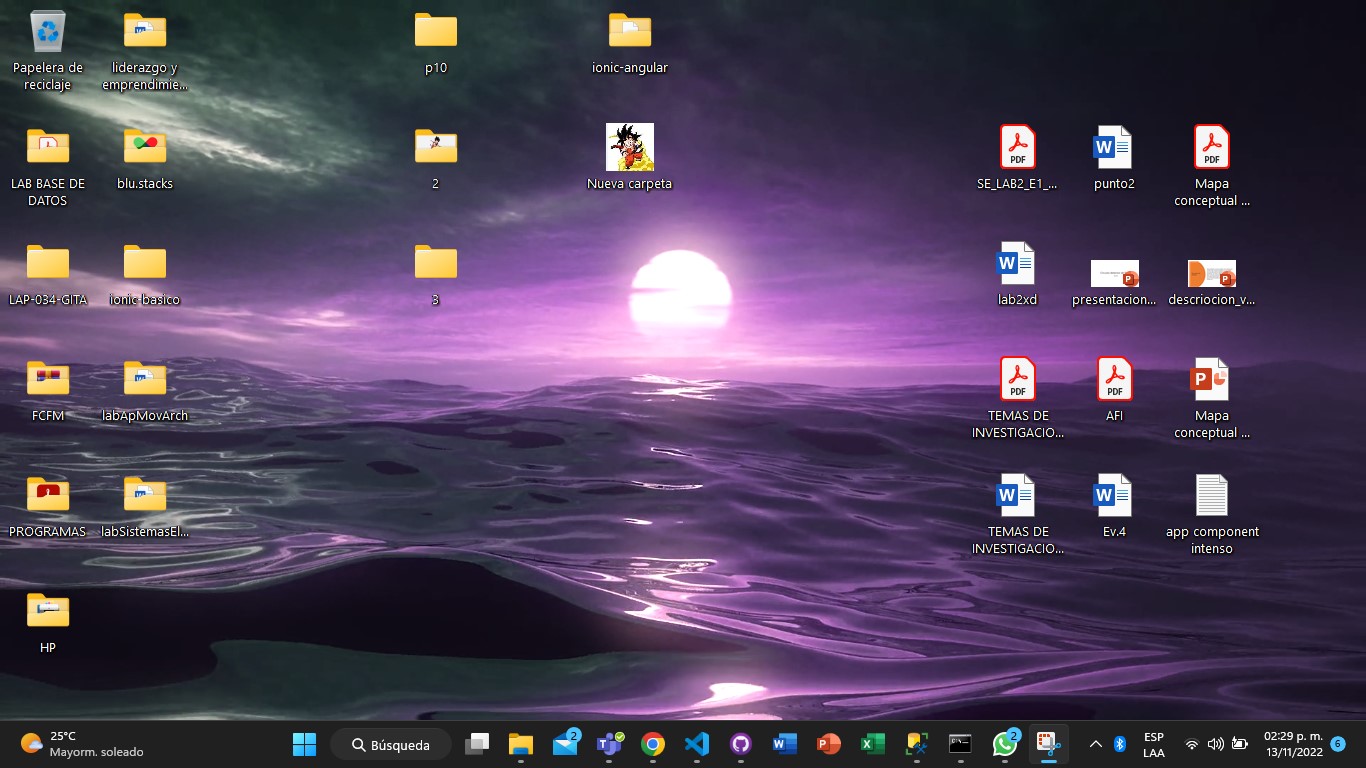 Papelera de
reciclaje
liderazgo y
emprendimie...
p10
ionic-angular
LAB BASE DE
DATOS
blu.stacks
2
Nueva carpeta
PDF
SE_LAB2_E1_...
W
punto2
PDF
Mapa
conceptual ...
LAP-034-GITA
ionic-basico
3
W
lab2xd
P
presentacion...
P
descriocion_v...
FCFM
labApMovArch
PDF
TEMAS DE
INVESTIGACIO...
PDF
AFI
P
Mapa
conceptual ...
PROGRAMAS
labSistemasEl...
W
TEMAS DE
INVESTIGACIO...
W
Ev.4
app component
intenso
HP
25°C
Mayorm. soleado
Búsqueda
2
2
ESP
LAA
02:29 p. m.
13/11/2022
6